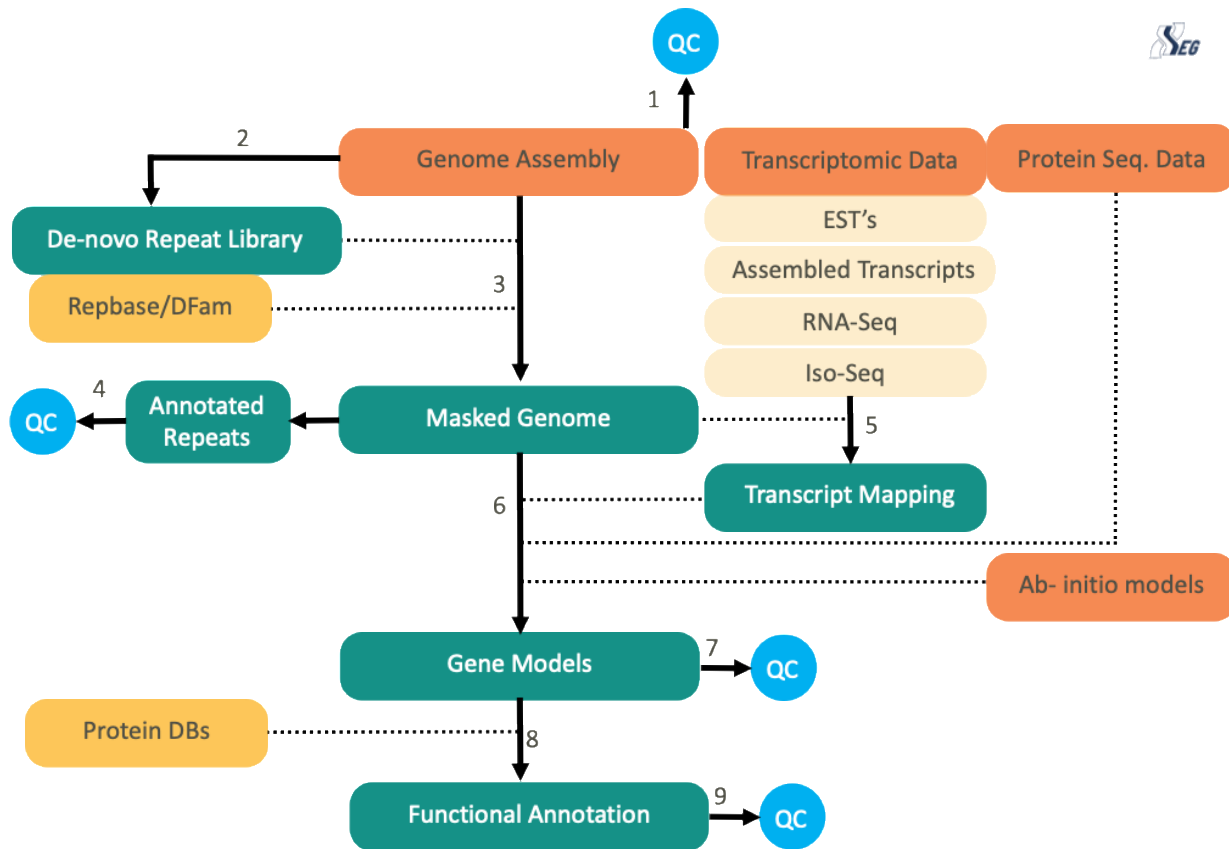 QC
SEG
1
2
Genome Assembly
Transcriptomic Data
Protein Seq. Data
EST's
De-novo Repeat Library
Assembled Transcripts
3
Repbase/DFam
RNA-Seq
Iso-Seq
4
QC
Annotated
Repeats
Masked Genome
5
6
Transcript Mapping
Ab- initio models
Gene Models
7
QC
Protein DBs
8
Functional Annotation
9
QC